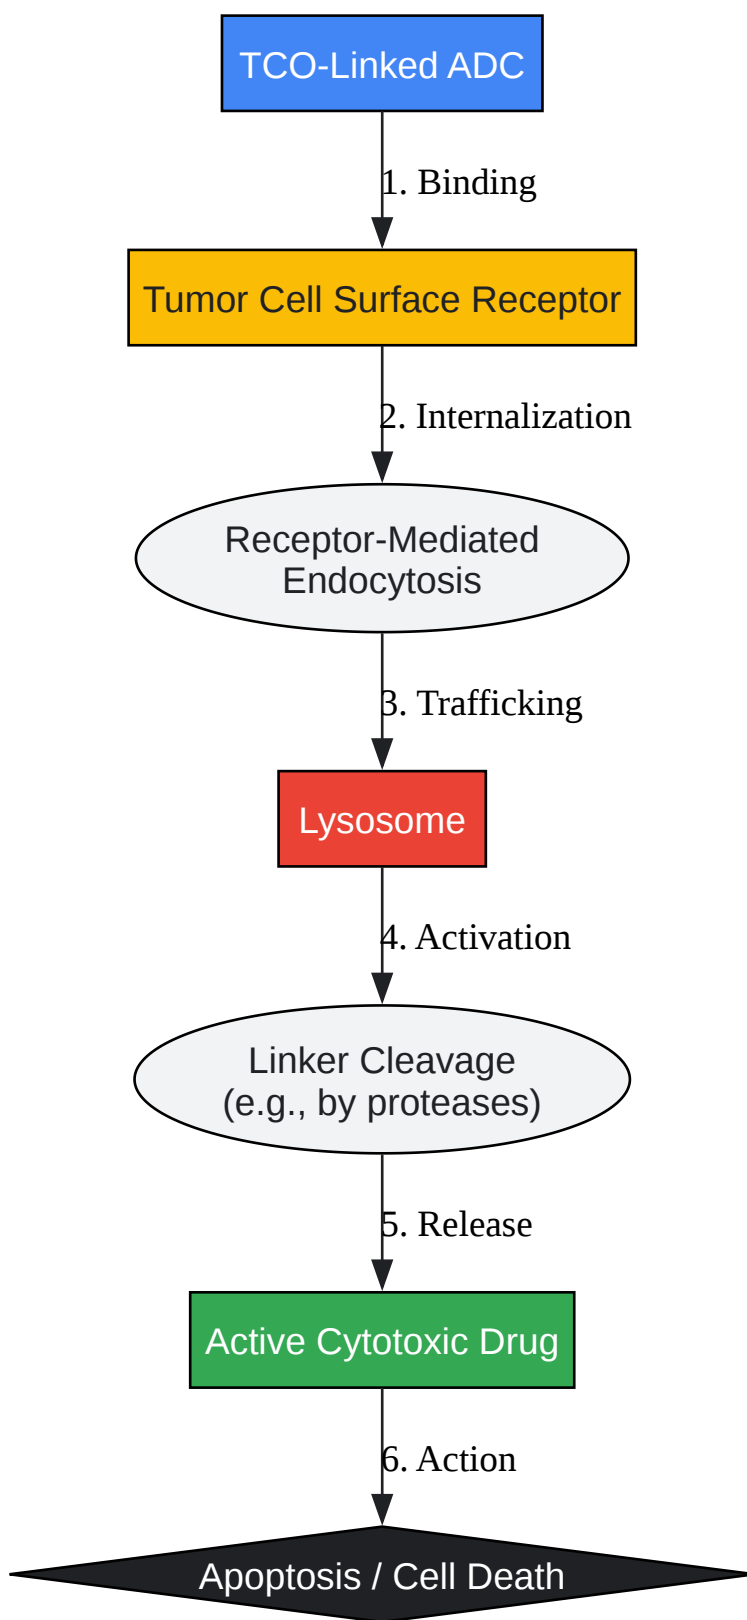 TCO-Linked ADC
1. Binding
Tumor Cell Surface Receptor
2. Internalization
Receptor-Mediated
Endocytosis
3. Trafficking
Lysosome
4. Activation
Linker Cleavage
(e.g., by proteases)
5. Release
Active Cytotoxic Drug
6. Action
Apoptosis / Cell Death